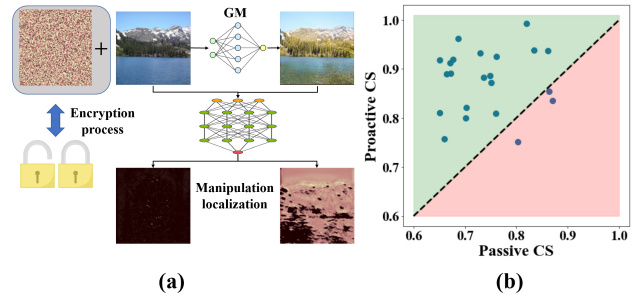 GM
+
Encryption
process
Manipulation
localization
(a)
Proactive CS
1.0
0.9
0.8
0.7
0.6
0.6
0.7
0.8
0.9
1.0
Passive CS
(b)